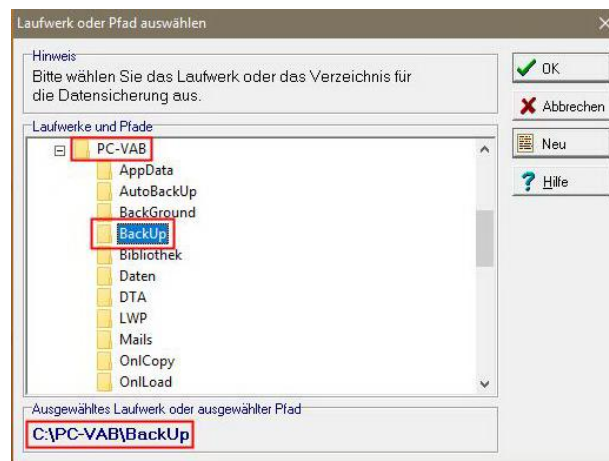 Laufwerk oder Pfad auswählen
Hinweis
Bitte wählen Sie das Laufwerk oder das Verzeichnis für
die Datensicherung aus.
OK
Abbrechen
Neu
Hilfe
Laufwerke und Pfade
PC-VAB
AppData
AutoBackUp
BackGround
BackUp
Bibliothek
Daten
DTA
LWP
Mails
OnlCopy
OnlLoad
Ausgewähltes Laufwerk oder ausgewählter Pfad
C:\PC-VAB\BackUp